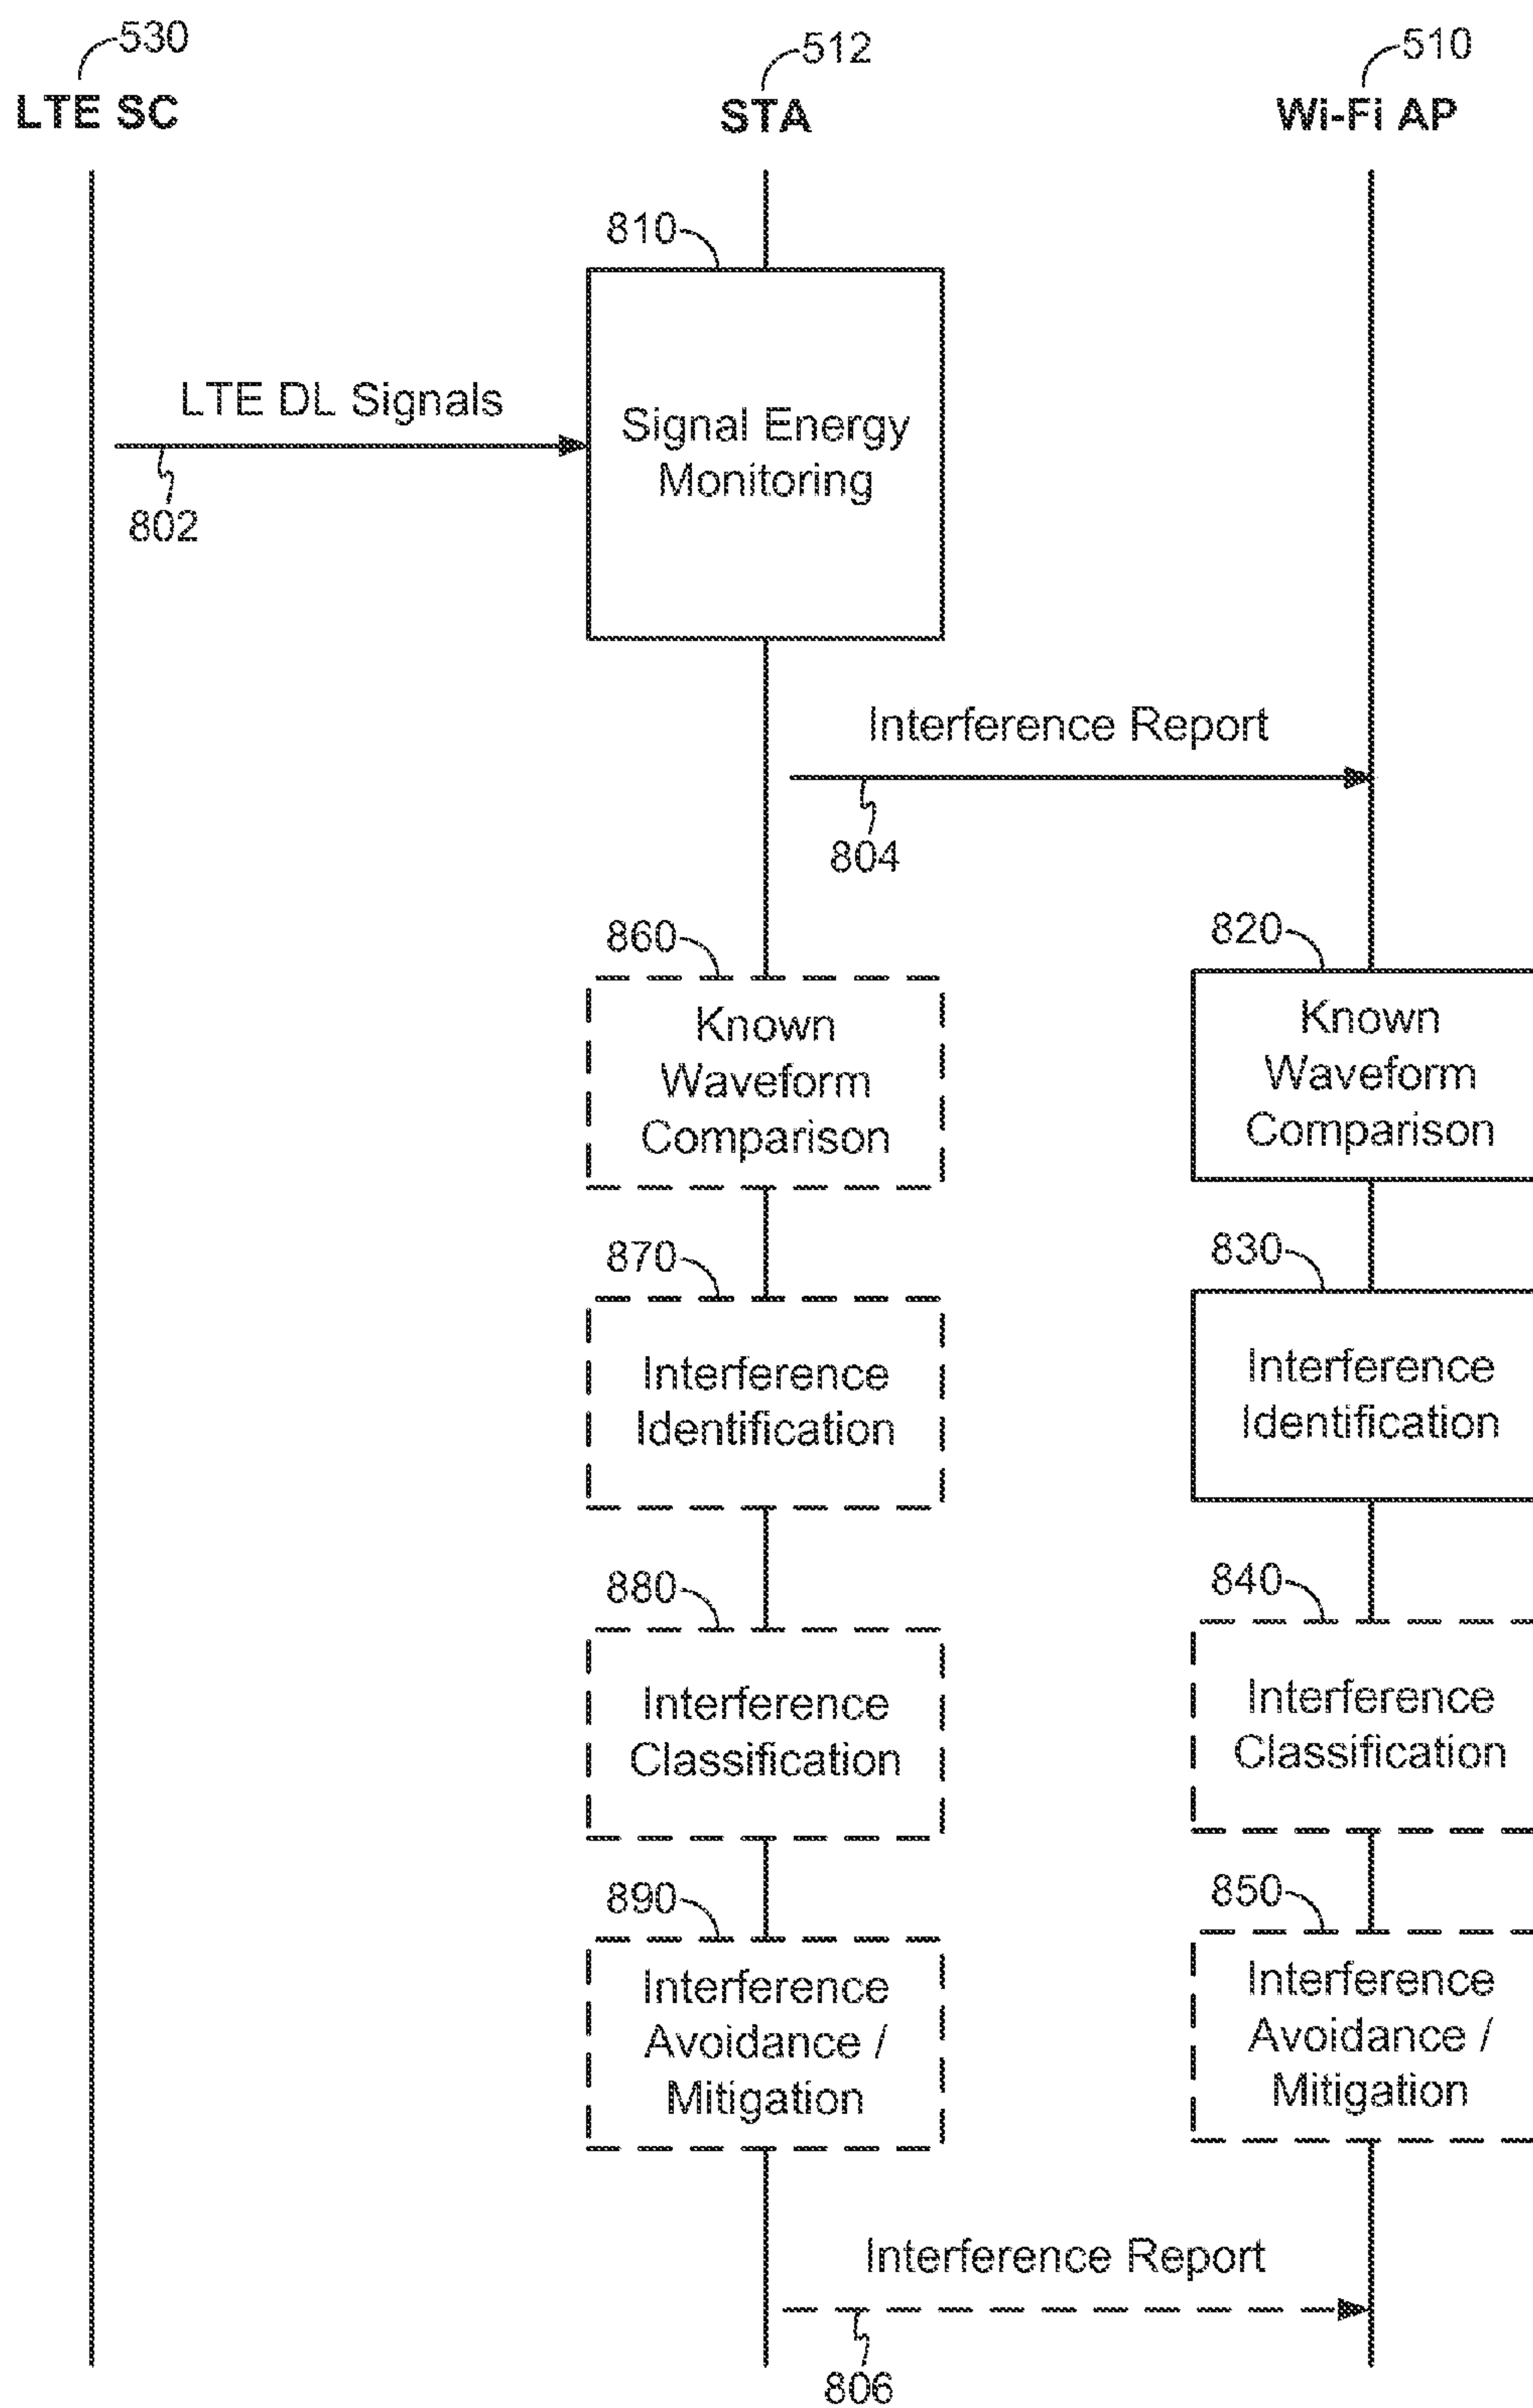 530
512
510
LTE SC
STA
Wi-Fi AP
810
LTE DL Signals
Signal Energy
Monitoring
802
Interference Report
804
860
820
Known
Waveform
Comparison
Known
Waveform
Comparison
870
830
Interference
Identification
Interference
Identification
880
840
Interference
Classification
Interference
Classification
890
850
Interference
Avoidance /
Mitigation
Interference
Avoidance /
Mitigation
Interference Report
806